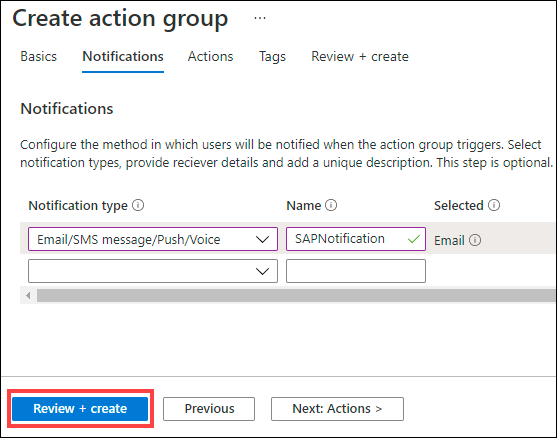 Create action group ...
Basics Notifications Actions Tags Review + create
Notifications
Configure the method in which users will be notified when the action group triggers. Select
notification types, provide reciever details and add a unique description. This step is optional.
Notification type Name Selected
Email/SMS message/Push/Voice SAPNotification Email
Review + create Previous Next: Actions >